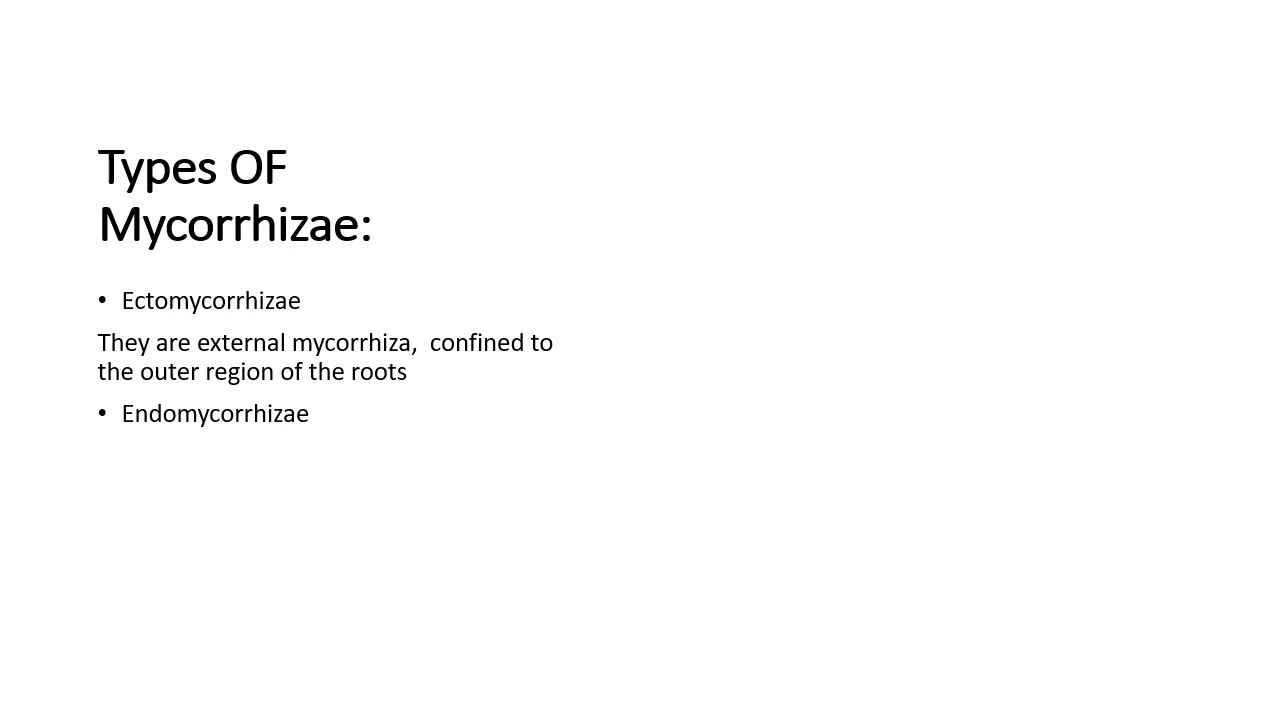 Types OF
Mycorrhizae:
• Ectomycorrhizae
They are external mycorrhiza,  confined to
the outer region of the roots
• Endomycorrhizae